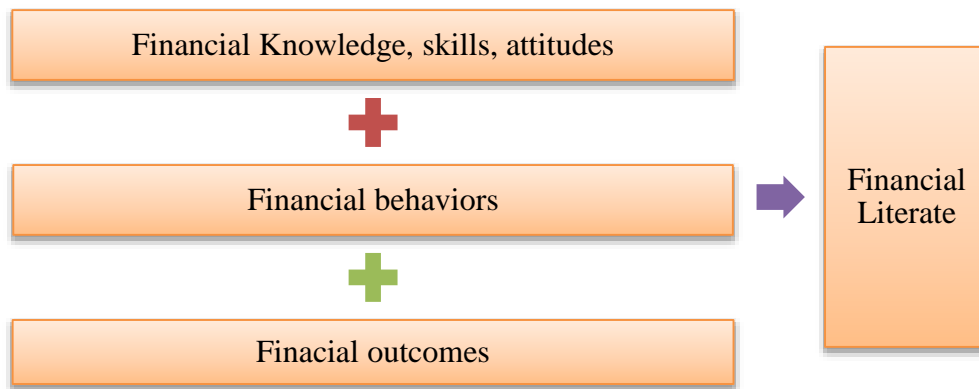 Financial Knowledge, skills, attitudes
Financial behaviors
Finacial outcomes
Financial
Literate